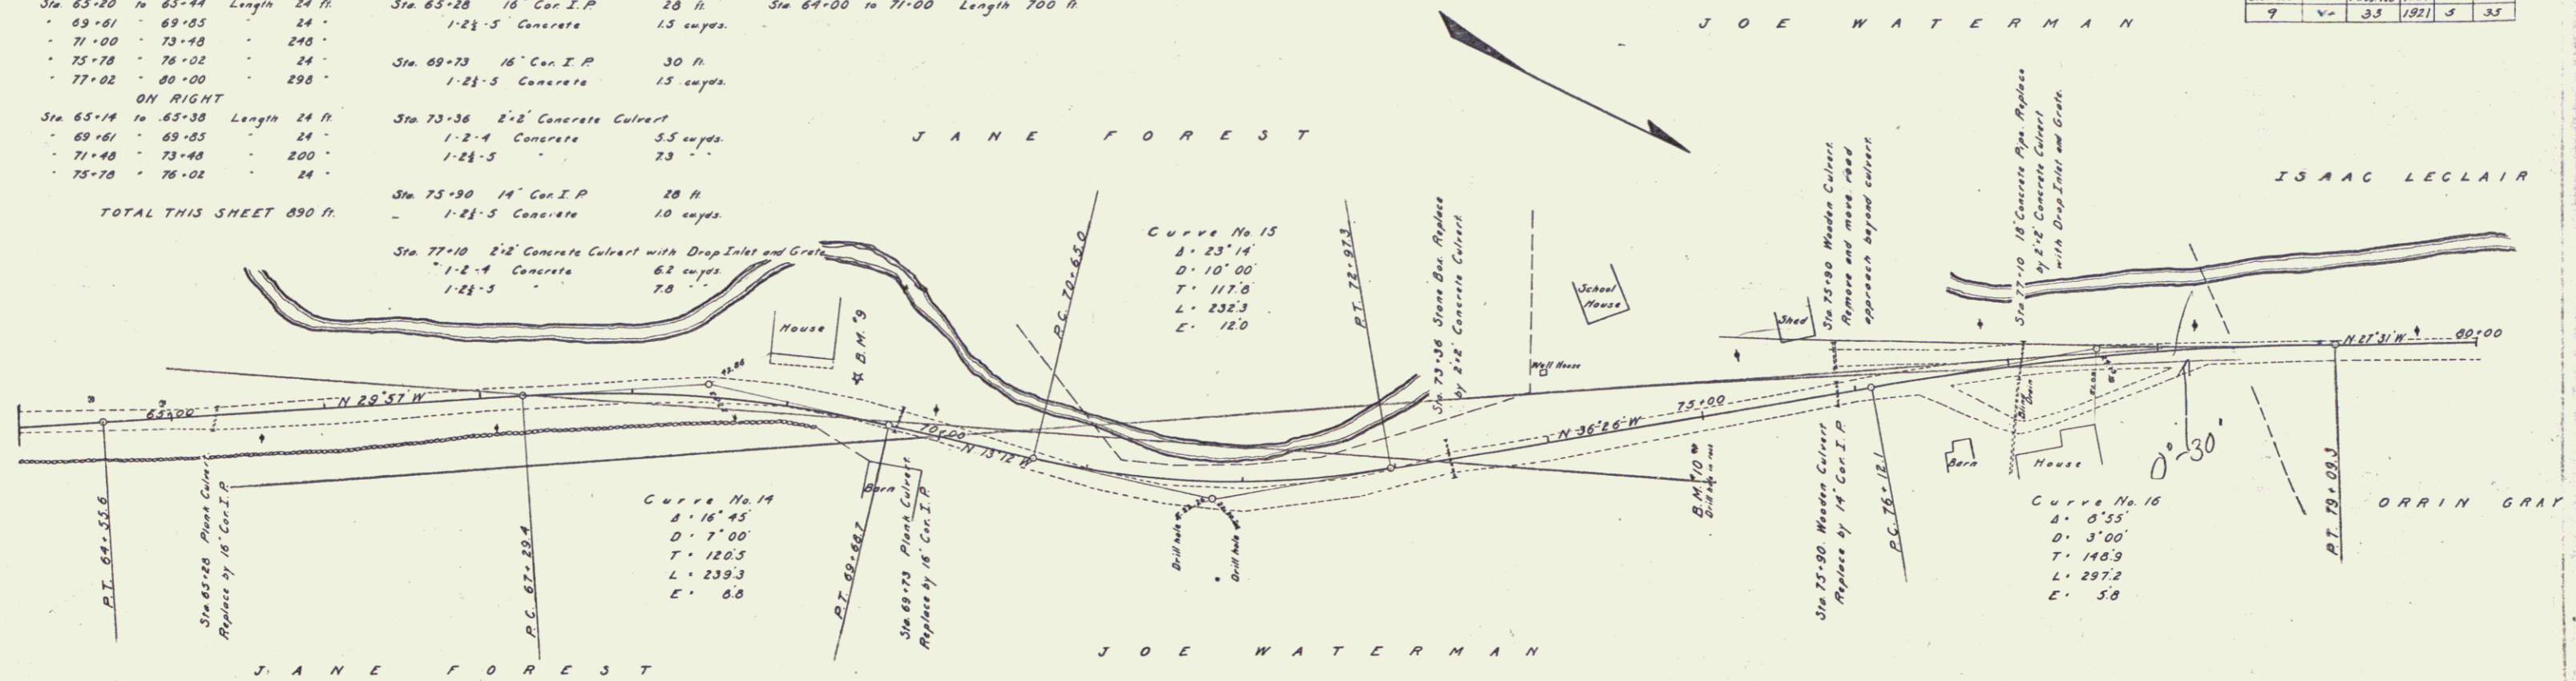 Sta. 65+20 to 65+44 Length 24 ft.
" 69+61 " 69+85 " 24 "
" 71+00 " 73+48 " 248 "
" 75+78 " 76+02 " 24 "
" 77+02 " 80+00 " 298 "
ON RIGHT
Sta. 65+14 to 65+38 Length 24 ft.
" 69+61 " 69+85 " 24 "
" 71+48 " 73+48 " 200 "
" 75+78 " 76+02 " 24 "
TOTAL THIS SHEET 890 ft.
Sta. 65+28 16" Cor. I. P. 28 ft.
1-2½-5 Concrete 1.5 cu.yds.
Sta. 69+73 16" Cor. I. P. 30 ft.
1-2½-5 Concrete 1.5 cu.yds.
Sta. 73+36 2'x2' Concrete Culvert
1-2-4 Concrete 5.5 cu.yds.
1-2½-5 " 7.3 " "
Sta. 75+90 14" Cor. I. P. 28 ft.
1-2½-5 Concrete 1.0 cu.yds.
Sta. 77+10 2'x2' Concrete Culvert with Drop Inlet and Grate
1-2-4 Concrete 6.2 cu.yds.
1-2½-5 " 7.8 " "
Sta. 64+00 to 71+00 Length 700 ft.
JOE WATERMAN
9 33 1921 5 35
JANE FOREST
ISAAC LECLAIR
Curve No. 15
Δ = 23° 14'
D = 10° 00'
T = 117.8'
L = 232.3'
E = 12.0'
P.C. 70+65.0
P.T. 72+97.3
Sta. 73+36 Stone Box. Replace
by 2'x2' Concrete Culvert.
School
House
Well House
Shed
Sta. 75+90 Wooden Culvert.
Remove and move road
approach beyond culvert.
Sta. 77+10 18" Concrete Pipe. Replace
by 2'x2' Concrete Culvert
with Drop Inlet and Grate.
House
B.M. #9
42.86
65+00
N 29° 57' W
70+00
N 13° 12' W
N 36° 26' W
75+00
N 27° 31' W
80+00
Blind
Drain
Barn
House
0°-30'
ORRIN GRAY
P.T. 64+55.6
Sta. 65+28 Plank Culvert.
Replace by 16" Cor. I. P.
P.C. 67+29.4
Curve No. 14
Δ = 16° 45'
D = 7° 00'
T = 120.5'
L = 239.3'
E = 8.8'
P.T. 69+68.7
Barn
Sta. 69+73 Plank Culvert.
Replace by 16" Cor. I. P.
Drill hole
Drill hole
B.M. #10
Drill hole in rock
Sta. 75+90. Wooden Culvert
Replace by 14" Cor. I. P.
P.C. 76+12.1
Curve No. 16
Δ = 8° 55'
D = 3° 00'
T = 148.9'
L = 297.2'
E = 5.8'
P.T. 79+09.3
JANE FOREST
JOE WATERMAN